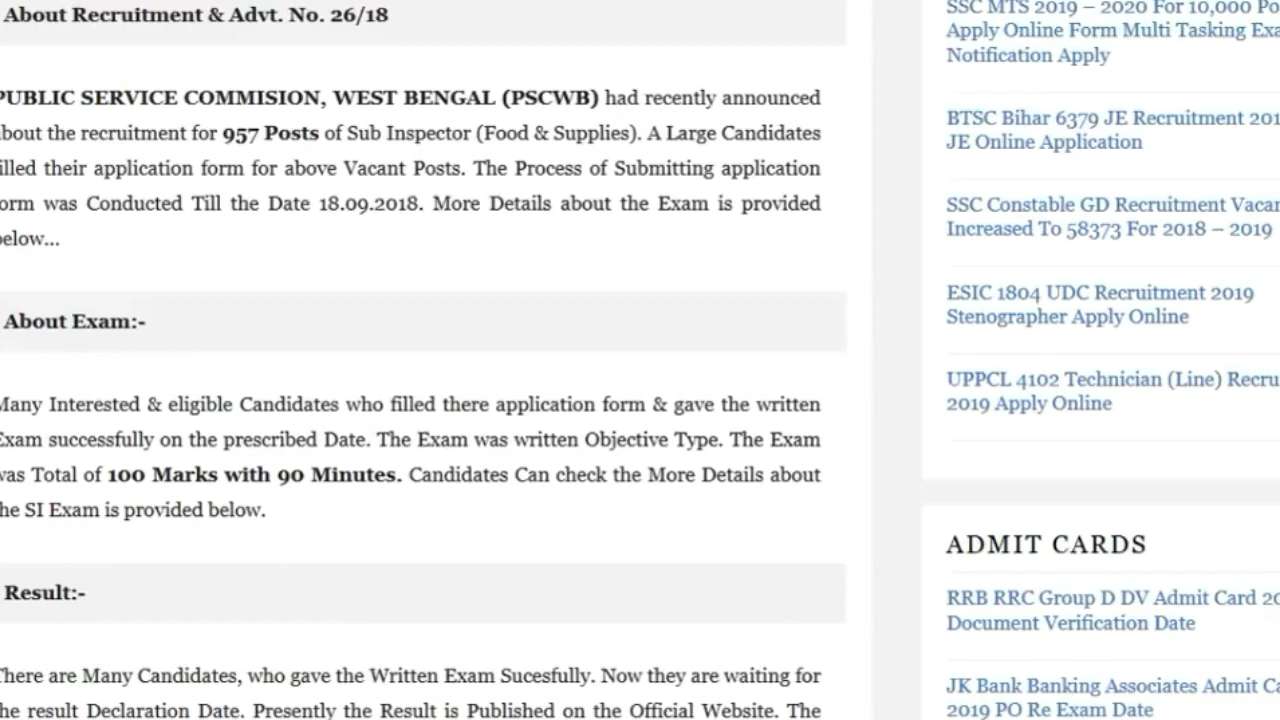 About Recruitment & Advt. No. 26/18
PUBLIC SERVICE COMMISION, WEST BENGAL (PSCWB) had recently announced
about the recruitment for 957 Posts of Sub Inspector (Food & Supplies). A Large Candidates
filled their application form for above Vacant Posts. The Process of Submitting application
form was Conducted Till the Date 18.09.2018. More Details about the Exam is provided
below...
About Exam:-
Many Interested & eligible Candidates who filled there application form & gave the written
Exam successfully on the prescribed Date. The Exam was written Objective Type. The Exam
was Total of 100 Marks with 90 Minutes. Candidates Can check the More Details about
the SI Exam is provided below.
Result:-
There are Many Candidates, who gave the Written Exam Sucesfully. Now they are waiting for
the result Declaration Date. Presently the Result is Published on the Official Website. The
SSC MTS 2019 – 2020 For 10,000 Po
Apply Online Form Multi Tasking Exa
Notification Apply
BTSC Bihar 6379 JE Recruitment 201
JE Online Application
SSC Constable GD Recruitment Vacan
Increased To 58373 For 2018 – 2019
ESIC 1804 UDC Recruitment 2019
Stenographer Apply Online
UPPCL 4102 Technician (Line) Recru
2019 Apply Online
ADMIT CARDS
RRB RRC Group D DV Admit Card 20
Document Verification Date
JK Bank Banking Associates Admit Ca
2019 PO Re Exam Date